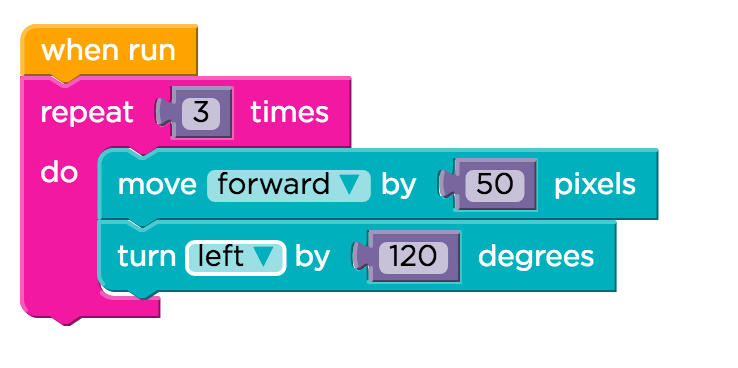 when run
repeat 3 times
do
move forward ▼ by 50 pixels
turn left ▼ by 120 degrees